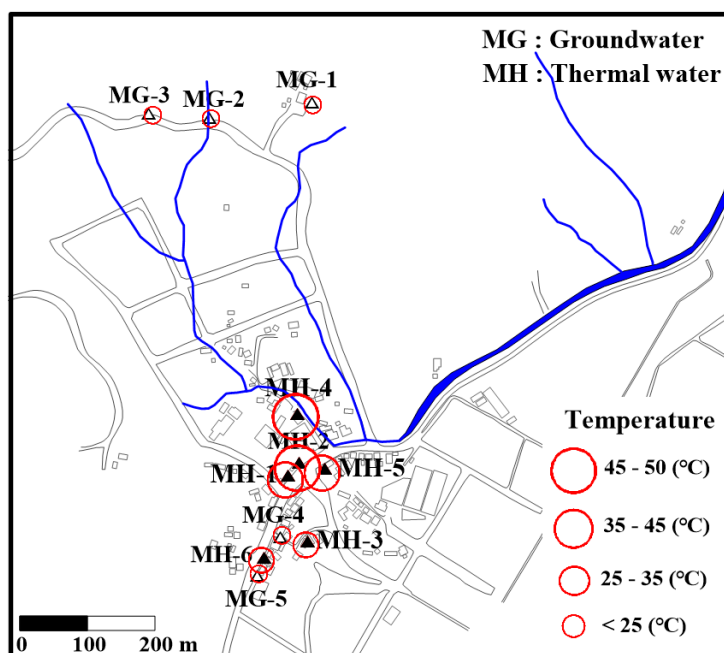 MG : Groundwater
MH : Thermal water
MG-1
MG-3
MG-2
MH-4
MH-2
MH-1
MH-5
MG-4
MH-3
MH-6
MG-5
Temperature
45 - 50 (°C)
35 - 45 (°C)
25 - 35 (°C)
< 25 (°C)
0 100 200 m